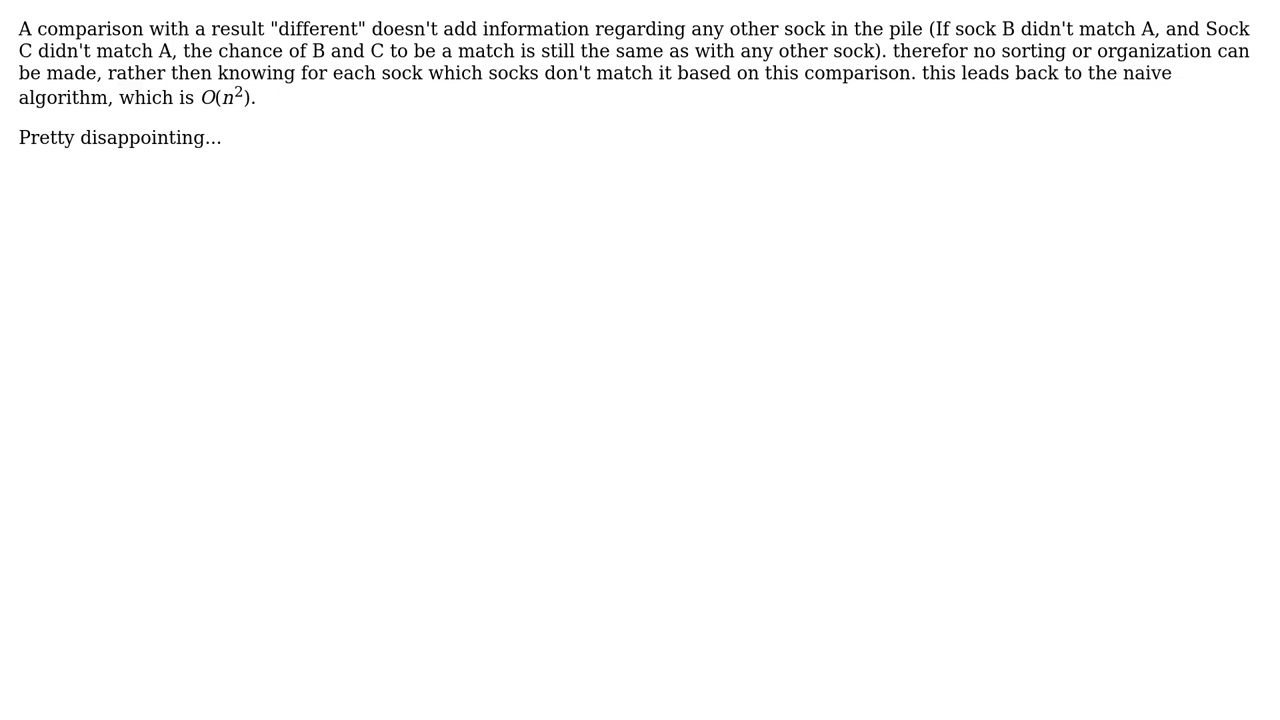 A comparison with a result "different" doesn't add information regarding any other sock in the pile (If sock B didn't match A, and Sock
C didn't match A, the chance of B and C to be a match is still the same as with any other sock). therefor no sorting or organization can
be made, rather then knowing for each sock which socks don't match it based on this comparison. this leads back to the naive
algorithm, which is O(n²).
Pretty disappointing...